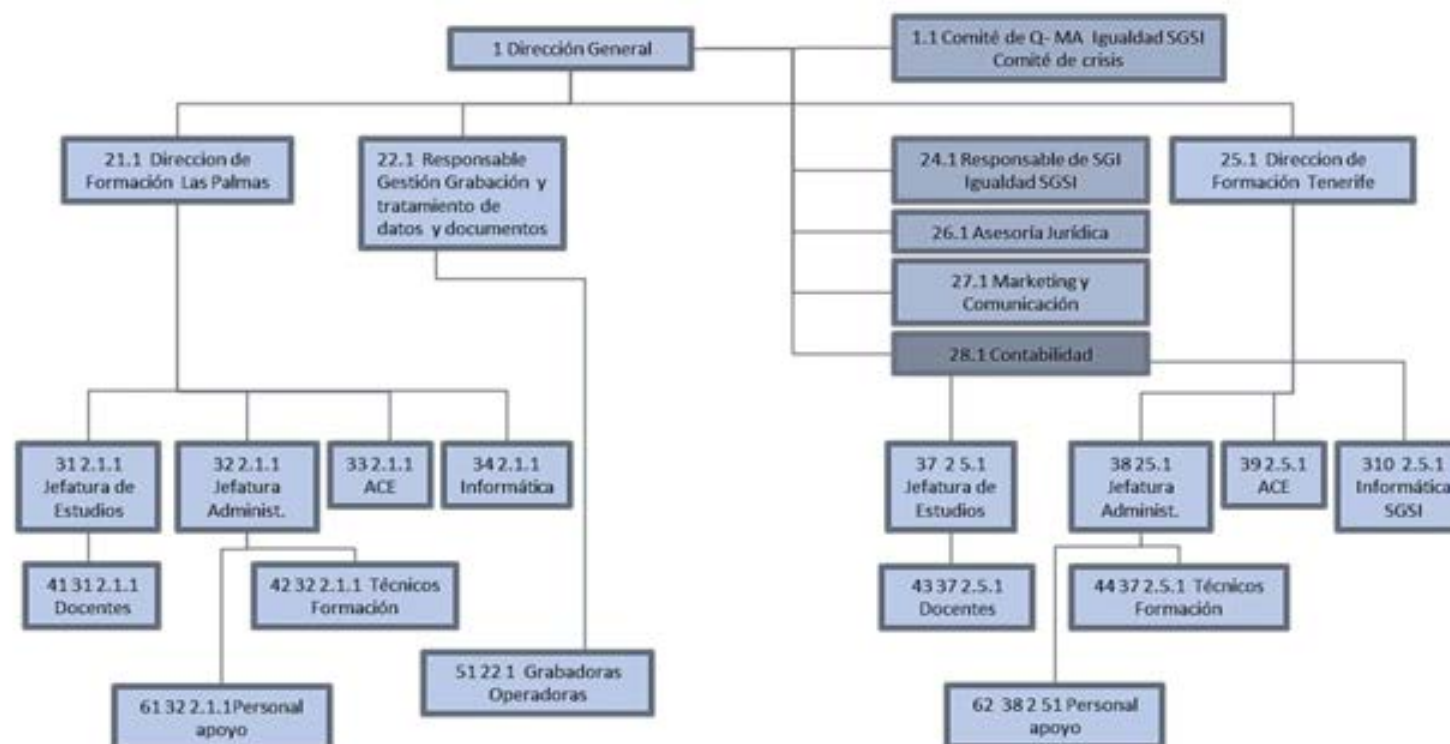 1 Dirección General
1.1 Comité de Q- MA Igualdad SGSI
Comité de crisis
21.1 Direccion de
Formación Las Palmas
22.1 Responsable
Gestión Grabación y
tratamiento de
datos y documentos
24.1 Responsable de SGI
Igualdad SGSI
25.1 Direccion de
Formación Tenerife
26.1 Asesoría Jurídica
27.1 Marketing y
Comunicación
28.1 Contabilidad
31 2.1.1
Jefatura de
Estudios
32 2.1.1
Jefatura
Administ.
33 2.1.1
ACE
34 2.1.1
Informática
37 2 5.1
Jefatura de
Estudios
38 25.1
Jefatura
Administ.
39 2.5.1
ACE
310 2.5.1
Informática
SGSI
41 31 2.1.1
Docentes
42 32 2.1.1 Técnicos
Formación
43 37 2.5.1
Docentes
44 37 2.5.1 Técnicos
Formación
51 22 1 Grabadoras
Operadoras
61 32 2.1.1 Personal
apoyo
62 38 2 51 Personal
apoyo